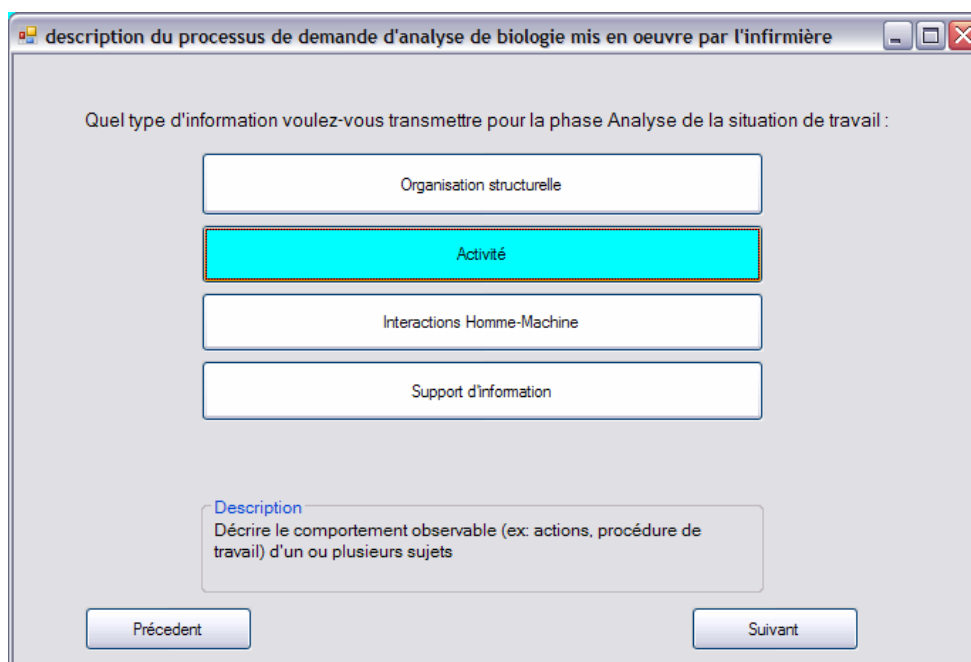 description du processus de demande d'analyse de biologie mis en oeuvre par l'infirmière
Quel type d'information voulez-vous transmettre pour la phase Analyse de la situation de travail :
Organisation structurelle
Activité
Interactions Homme-Machine
Support d'information
Description
Décrire le comportement observable (ex: actions, procédure de
travail) d'un ou plusieurs sujets
Précedent
Suivant